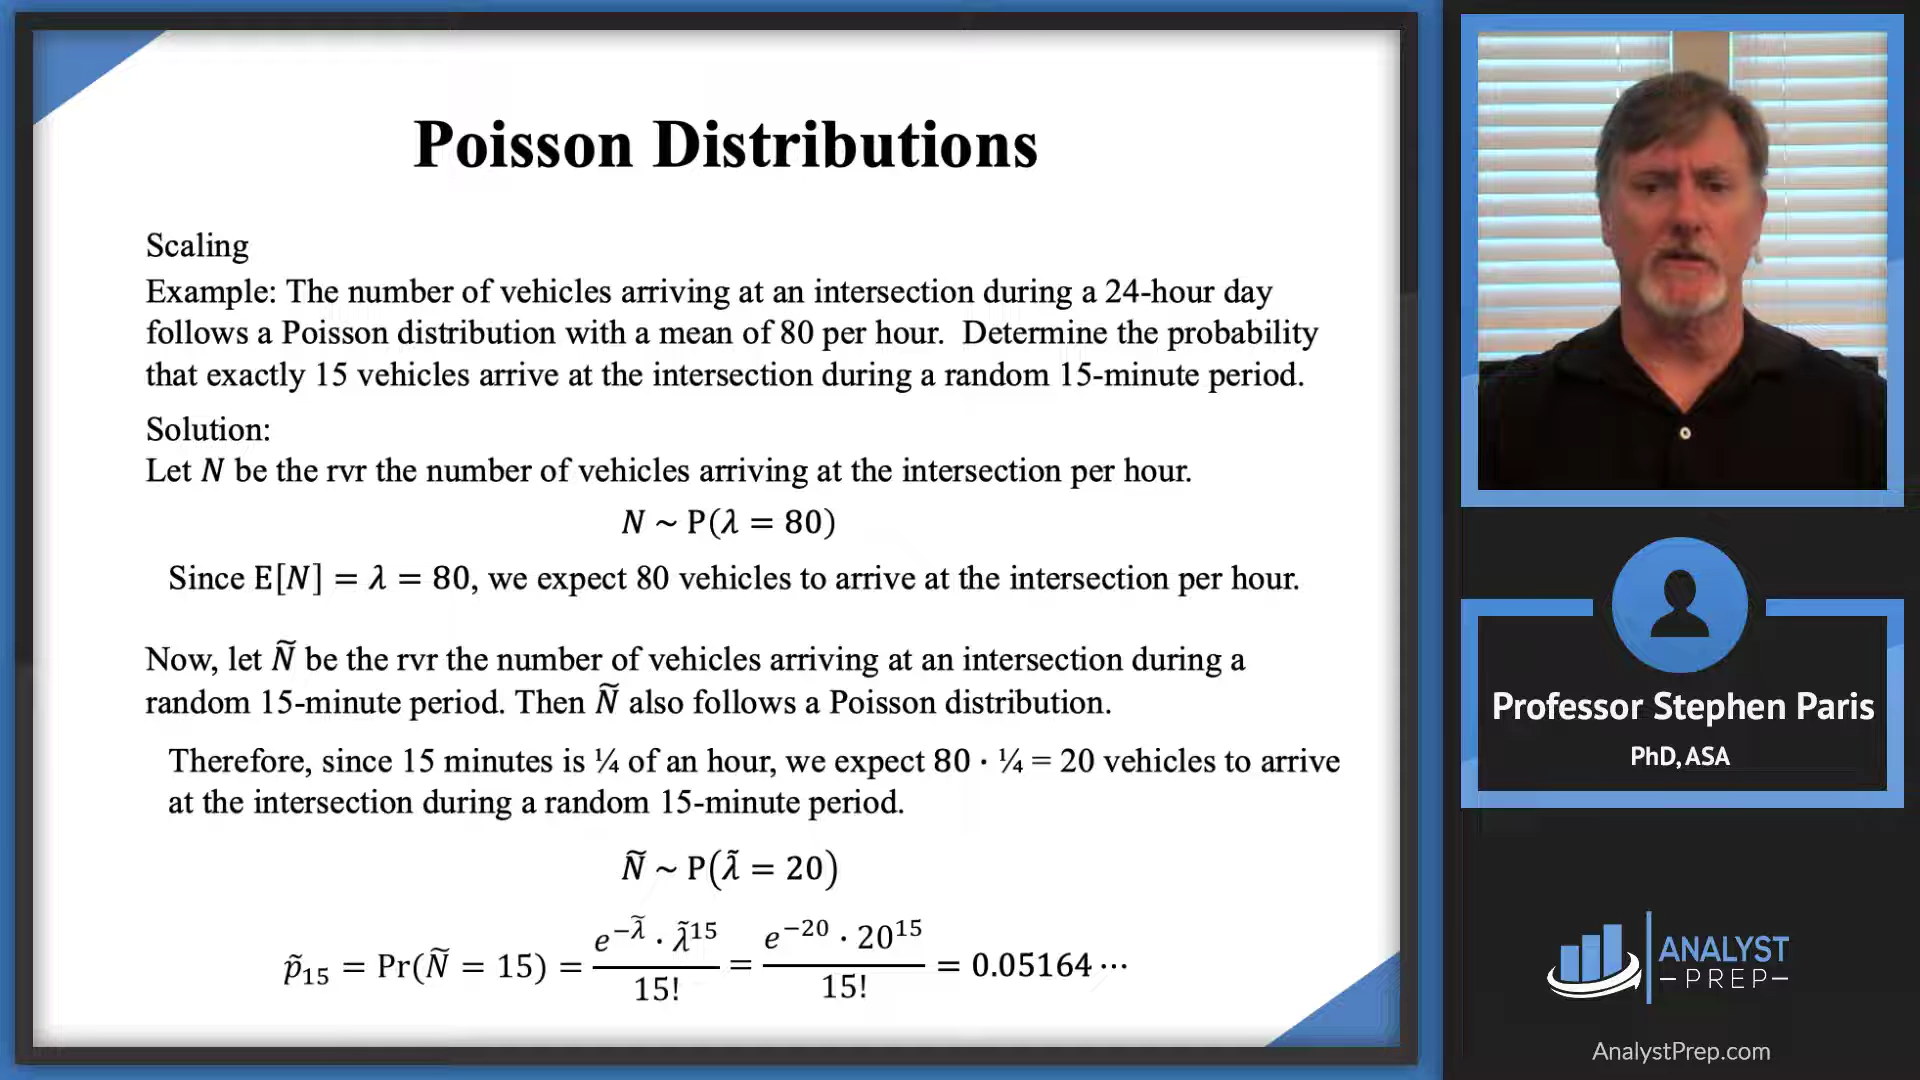 Poisson Distributions
Scaling
Example: The number of vehicles arriving at an intersection during a 24-hour day
follows a Poisson distribution with a mean of 80 per hour.  Determine the probability
that exactly 15 vehicles arrive at the intersection during a random 15-minute period.
Solution:
Let N be the rvr the number of vehicles arriving at the intersection per hour.
N ~ P(λ = 80)
Since E[N] = λ = 80, we expect 80 vehicles to arrive at the intersection per hour.
Now, let Ñ be the rvr the number of vehicles arriving at an intersection during a
random 15-minute period. Then Ñ also follows a Poisson distribution.
Therefore, since 15 minutes is ¼ of an hour, we expect 80 · ¼ = 20 vehicles to arrive
at the intersection during a random 15-minute period.
Ñ ~ P(λ̃ = 20)
p̃₁₅ = Pr(Ñ = 15) = e^{-λ̃} · λ̃^{15} / 15! = e^{-20} · 20^{15} / 15! = 0.05164 ⋯
Professor Stephen Paris
PhD, ASA
ANALYST
–PREP–
AnalystPrep.com